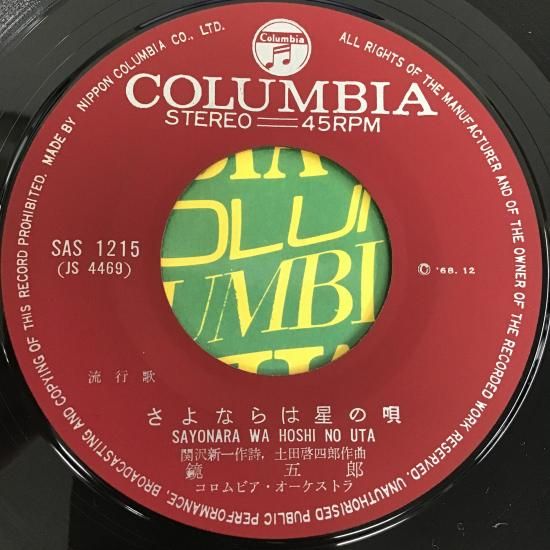 Columbia
COLUMBIA
STEREO 45RPM
MADE BY NIPPON COLUMBIA CO., LTD.
ALL RIGHTS OF THE MANUFACTURER AND OF THE OWNER OF THE RECORDED WORK RESERVED. UNAUTHORISED PUBLIC PERFORMANCE, BROADCASTING AND COPYING OF THIS RECORD PROHIBITED.
SAS 1215
(JS 4469)
Ⓒ '68.12
流行歌
さよならは星の唄
SAYONARA WA HOSHI NO UTA
関沢新一作詩, 土田啓四郎作曲
鏡五郎
コロムビア・オーケストラ